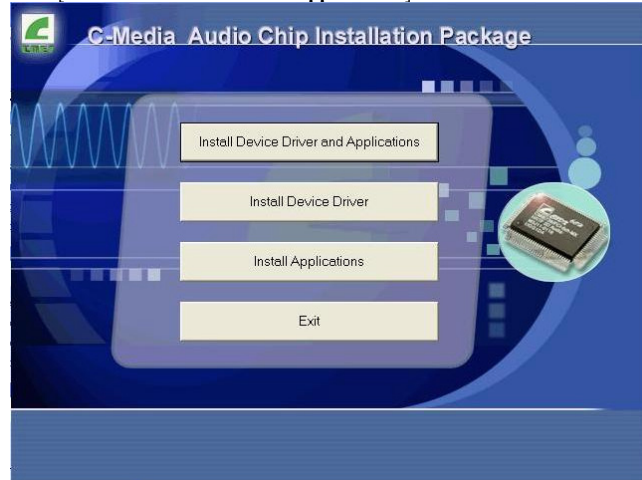 C-Media Audio Chip Installation Package
Install Device Driver and Applications
Install Device Driver
Install Applications
Exit